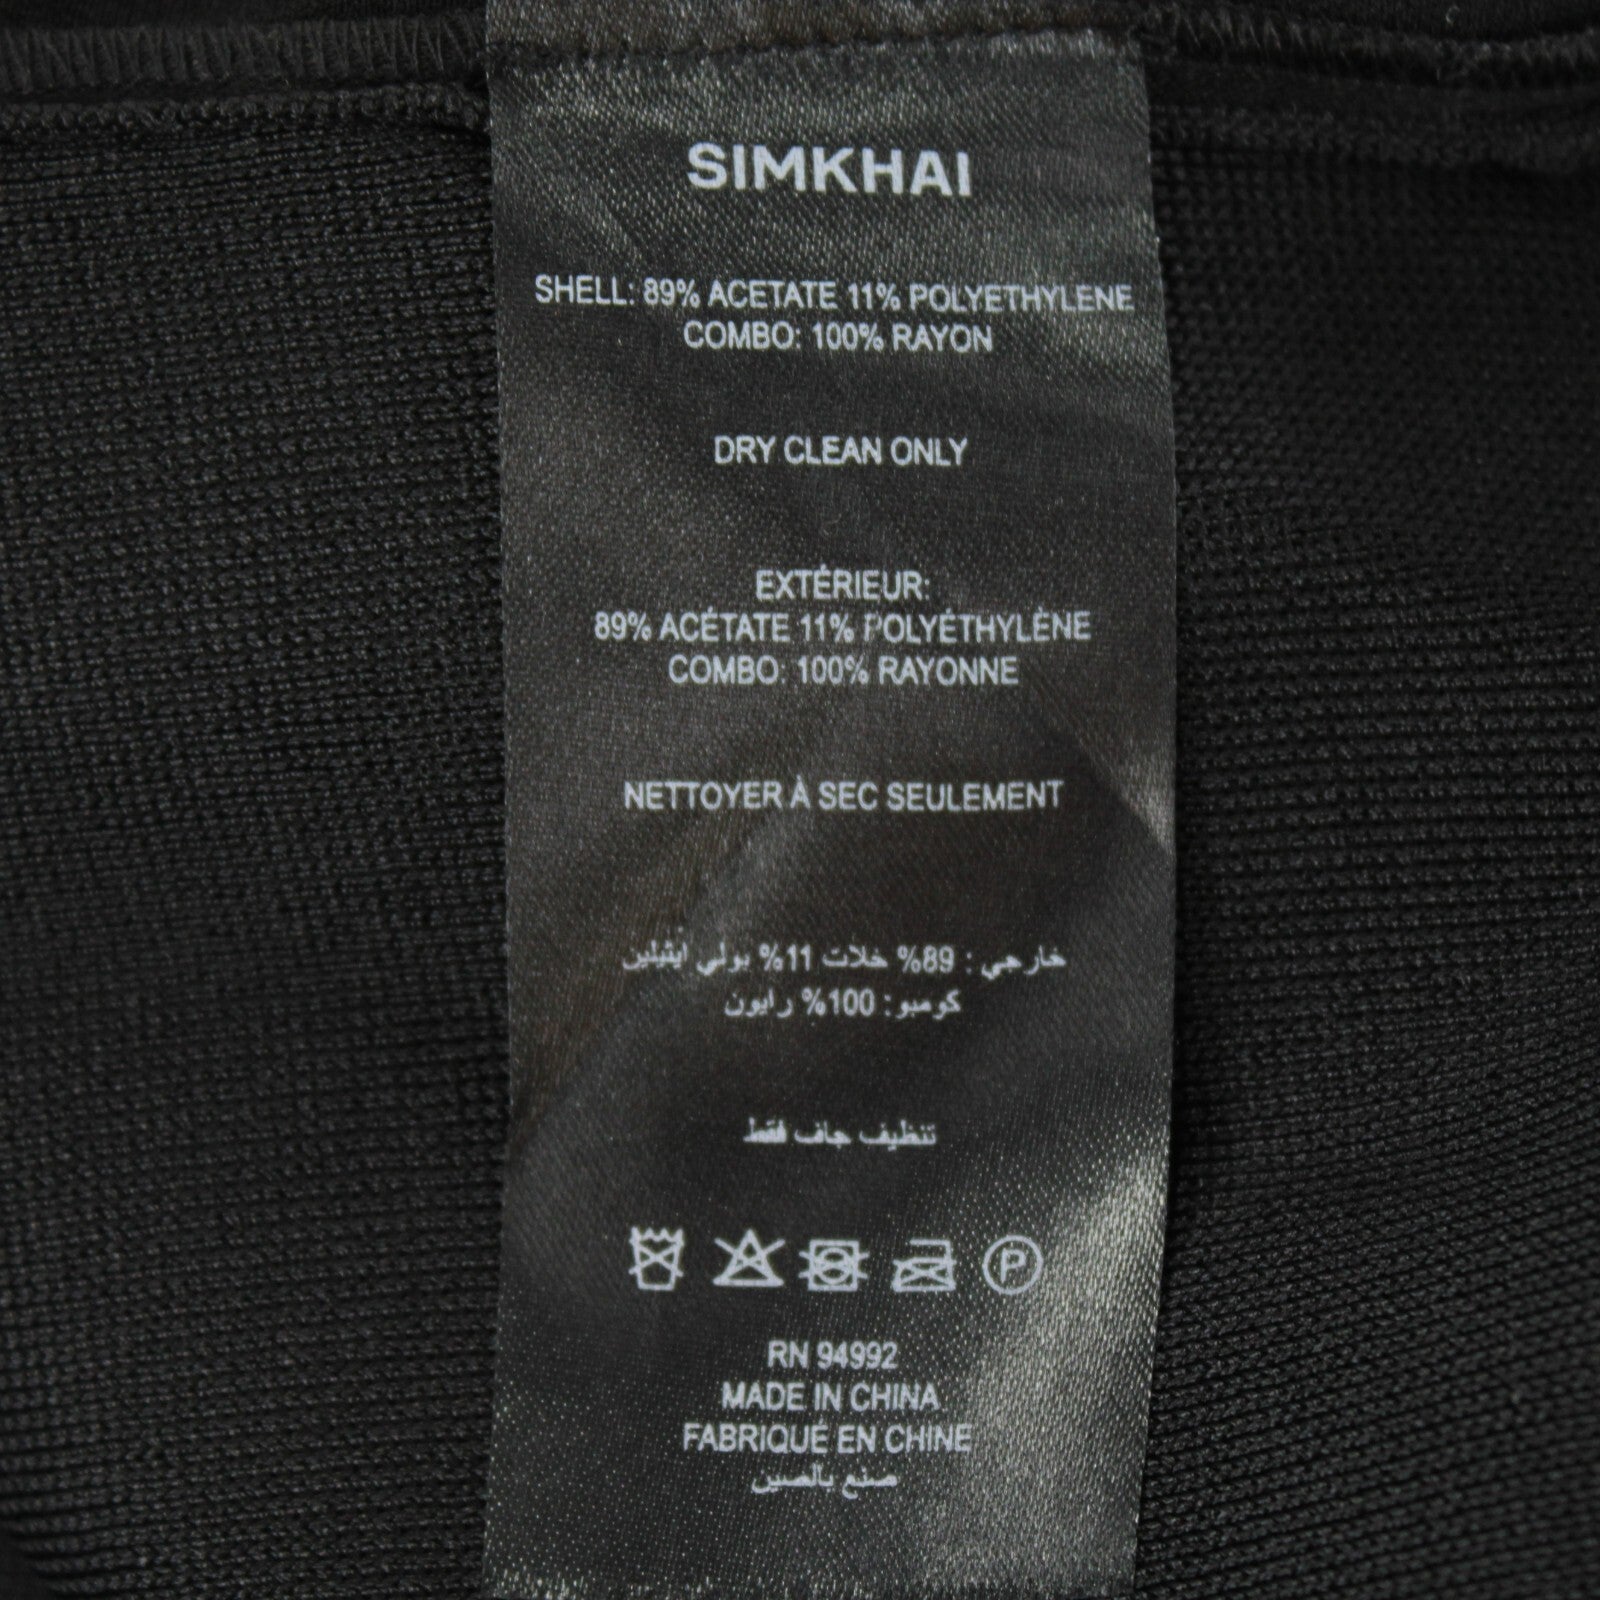 SIMKHAI
SHELL: 89% ACETATE 11% POLYETHYLENE
COMBO: 100% RAYON
DRY CLEAN ONLY
EXTÉRIEUR:
89% ACÉTATE 11% POLYÉTHYLÈNE
COMBO: 100% RAYONNE
NETTOYER À SEC SEULEMENT
خارجي : 89% خلات 11% بولي ايثيلين
كومبو : 100% رايون
تنظيف جاف فقط
P
RN 94992
MADE IN CHINA
FABRIQUÉ EN CHINE
صنع بالصين